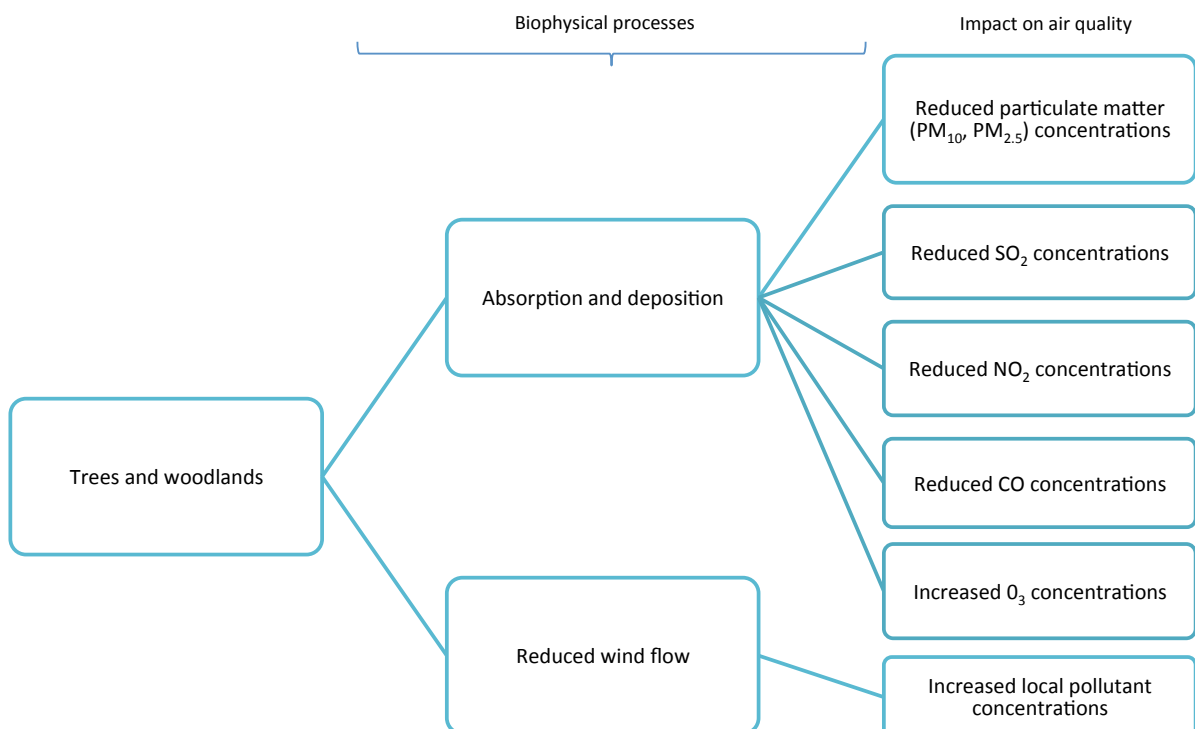 Biophysical processes
Impact on air quality
Reduced particulate matter
(PM₁₀, PM₂.₅) concentrations
Reduced SO₂ concentrations
Absorption and deposition
Reduced NO₂ concentrations
Trees and woodlands
Reduced CO concentrations
Increased 0₃ concentrations
Reduced wind flow
Increased local pollutant
concentrations